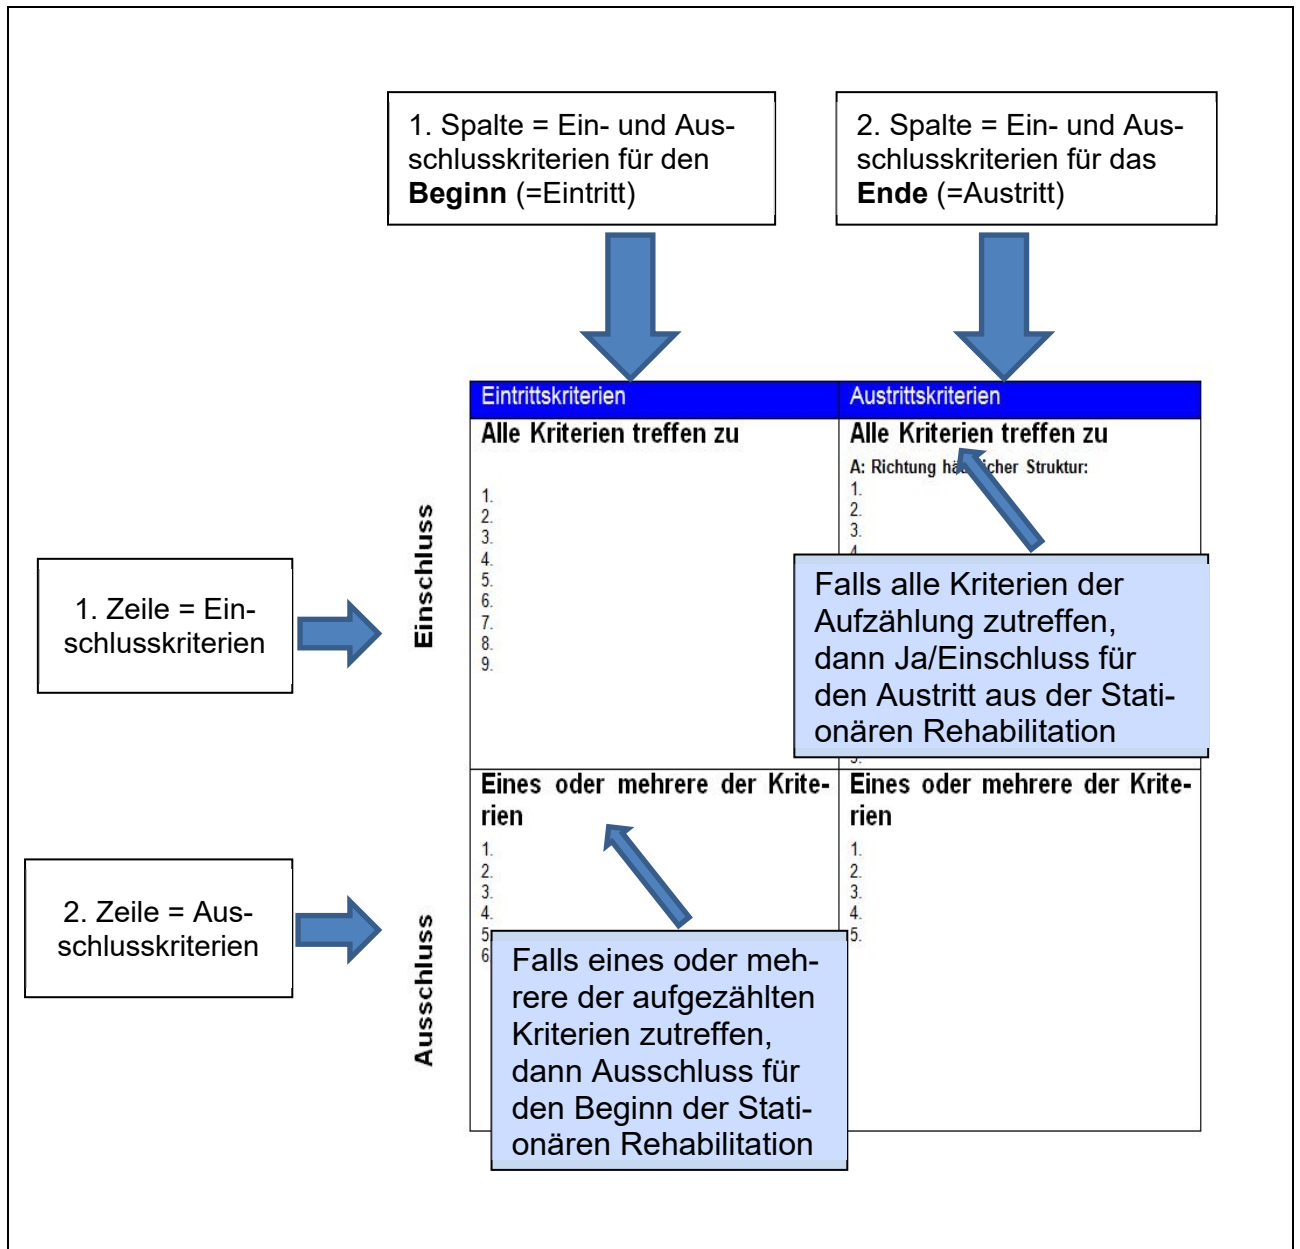 1. Spalte = Ein- und Aus-
schlusskriterien für den
Beginn (=Eintritt)
2. Spalte = Ein- und Aus-
schlusskriterien für das
Ende (=Austritt)
Eintrittskriterien
Austrittskriterien
Einschluss
Alle Kriterien treffen zu
1.
2.
3.
4.
5.
6.
7.
8.
9.
Alle Kriterien treffen zu
A: Richtung häuslicher Struktur:
1.
2.
3.
4.
Falls alle Kriterien der
Aufzählung zutreffen,
dann Ja/Einschluss für
den Austritt aus der Stati-
onären Rehabilitation
1. Zeile = Ein-
schlusskriterien
Ausschluss
Eines oder mehrere der Krite-
rien
1.
2.
3.
4.
5.
6.
Eines oder mehrere der Krite-
rien
1.
2.
3.
4.
5.
2. Zeile = Aus-
schlusskriterien
Falls eines oder meh-
rere der aufgezählten
Kriterien zutreffen,
dann Ausschluss für
den Beginn der Stati-
onären Rehabilitation